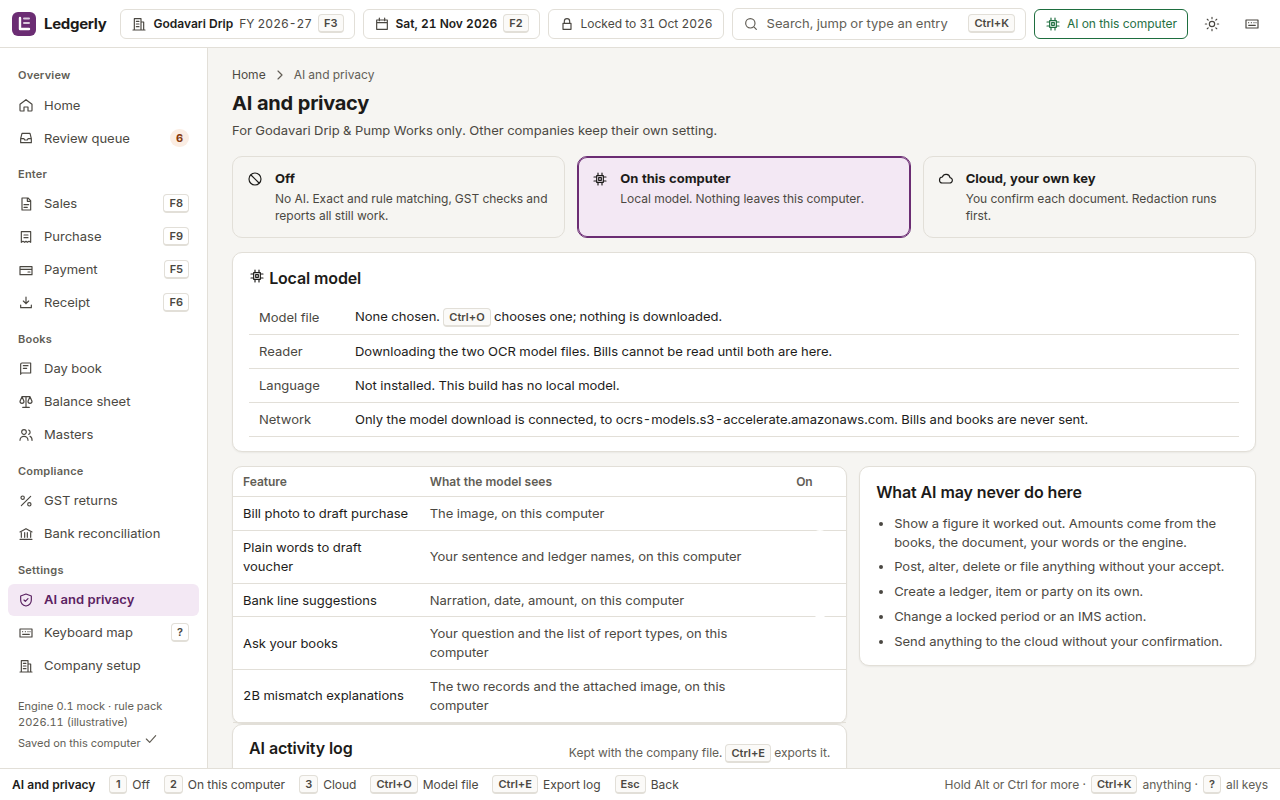 Ledgerly
Godavari Drip FY 2026-27 F3
Sat, 21 Nov 2026 F2
Locked to 31 Oct 2026
Search, jump or type an entry Ctrl+K
AI on this computer
Overview
Home
Review queue 6
Enter
Sales F8
Purchase F9
Payment F5
Receipt F6
Books
Day book
Balance sheet
Masters
Compliance
GST returns
Bank reconciliation
Settings
AI and privacy
Keyboard map ?
Company setup
Engine 0.1 mock · rule pack
2026.11 (illustrative)
Saved on this computer
Home > AI and privacy
AI and privacy
For Godavari Drip & Pump Works only. Other companies keep their own setting.
Off
No AI. Exact and rule matching, GST checks and
reports all still work.
On this computer
Local model. Nothing leaves this computer.
Cloud, your own key
You confirm each document. Redaction runs
first.
Local model
Model file None chosen. Ctrl+O chooses one; nothing is downloaded.
Reader Downloading the two OCR model files. Bills cannot be read until both are here.
Language Not installed. This build has no local model.
Network Only the model download is connected, to ocrs-models.s3-accelerate.amazonaws.com. Bills and books are never sent.
Feature What the model sees On
Bill photo to draft purchase The image, on this computer
Plain words to draft
voucher
Your sentence and ledger names, on this computer
Bank line suggestions Narration, date, amount, on this computer
Ask your books
Your question and the list of report types, on this
computer
2B mismatch explanations
The two records and the attached image, on this
computer
What AI may never do here
• Show a figure it worked out. Amounts come from the
books, the document, your words or the engine.
• Post, alter, delete or file anything without your accept.
• Create a ledger, item or party on its own.
• Change a locked period or an IMS action.
• Send anything to the cloud without your confirmation.
AI activity log Kept with the company file. Ctrl+E exports it.
AI and privacy 1 Off 2 On this computer 3 Cloud Ctrl+O Model file Ctrl+E Export log Esc Back
Hold Alt or Ctrl for more · Ctrl+K anything · ? all keys